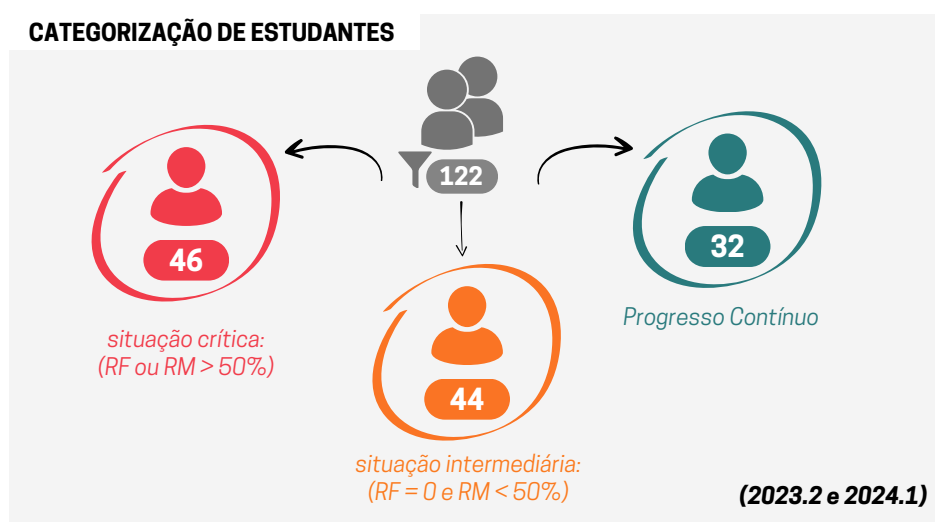 CATEGORIZAÇÃO DE ESTUDANTES
122
46
situação crítica:
(RF ou RM > 50%)
44
situação intermediária:
(RF = 0 e RM < 50%)
32
Progresso Contínuo
(2023.2 e 2024.1)